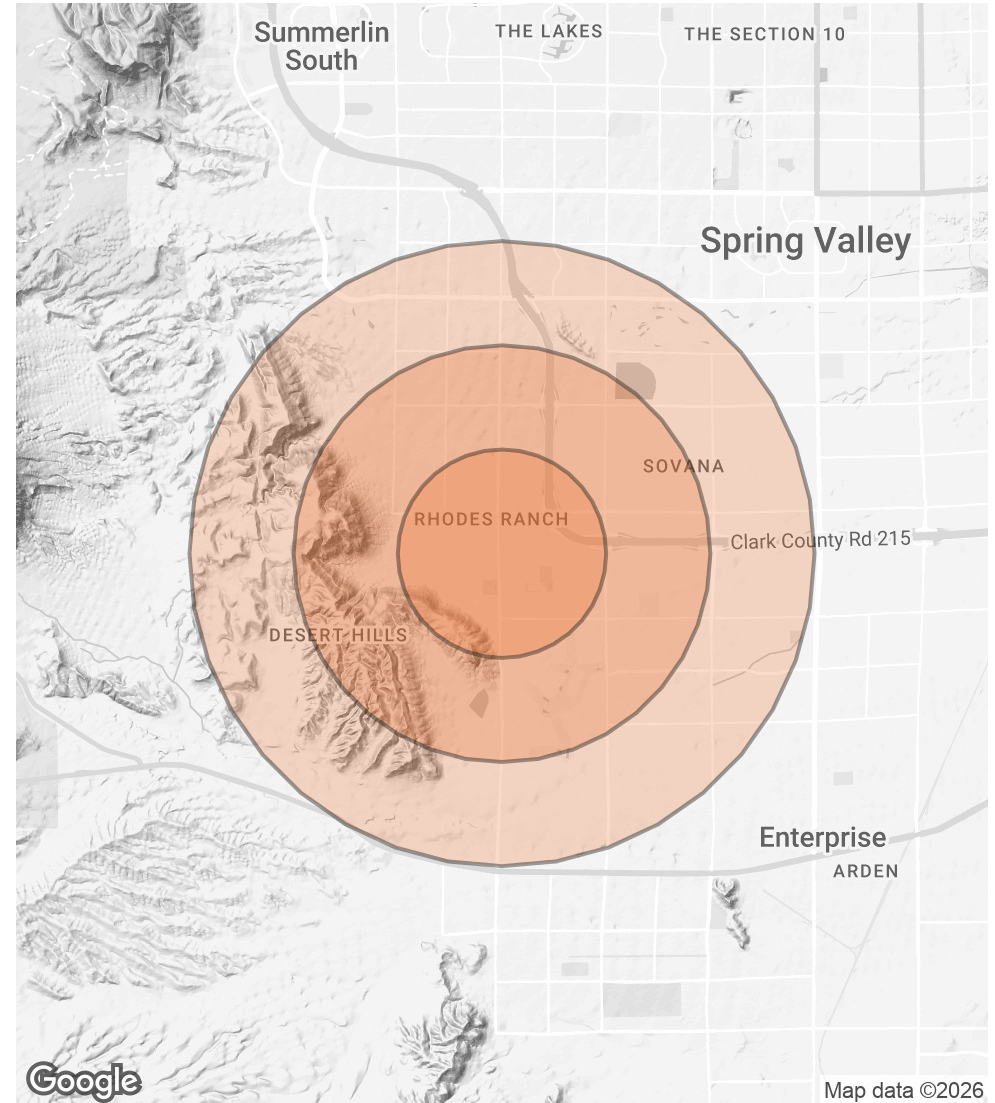 Summerlin
South
THE LAKES
THE SECTION 10
Spring Valley
SOVANA
RHODES RANCH
Clark County Rd 215
DESERT HILLS
Enterprise
ARDEN
Google
Map data ©2026